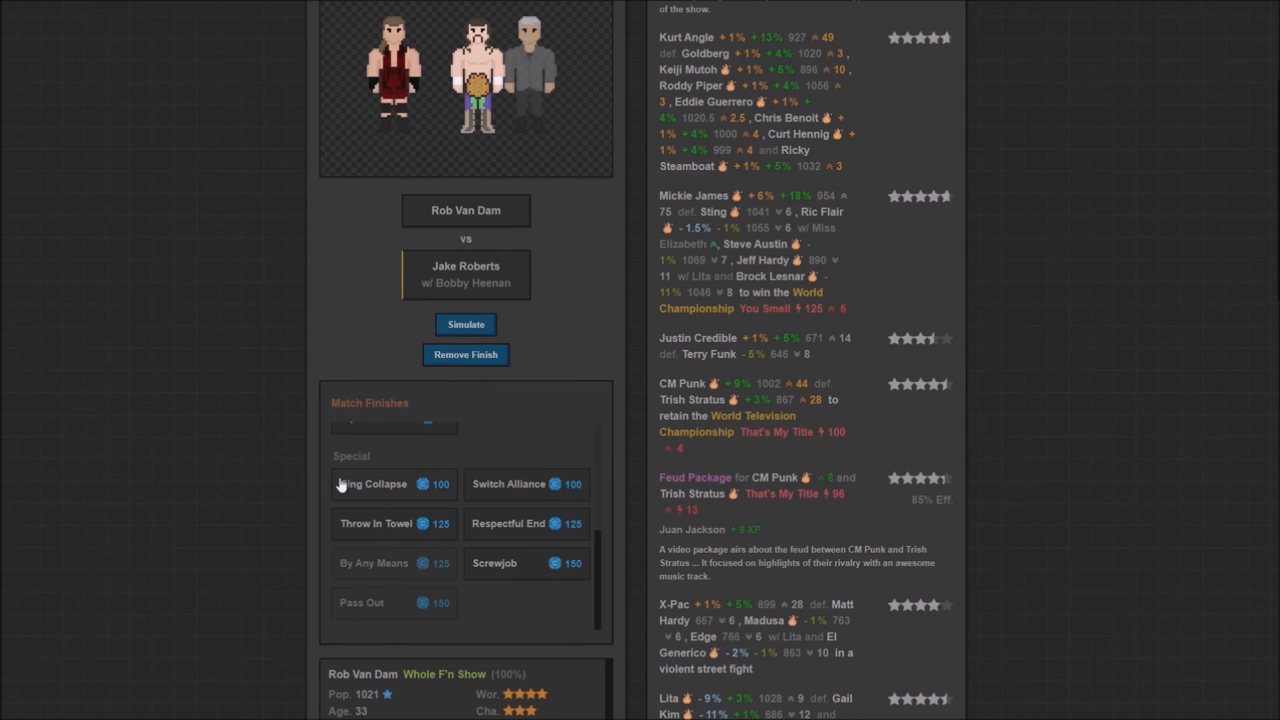 Rob Van Dam
vs
Jake Roberts
w/ Bobby Heenan
Simulate
Remove Finish
Match Finishes
Special
Ring Collapse 100
Switch Alliance 100
Throw In Towel 125
Respectful End 125
By Any Means 125
Screwjob 150
Pass Out 150
Rob Van Dam Whole F'n Show (100%)
Pop. 1021
Wor.
Age. 33
Cha.
of the show.
Kurt Angle + 1% + 13% 927 49
def. Goldberg + 1% + 4% 1020 3 ,
Keiji Mutoh + 1% + 5% 896 10 ,
Roddy Piper + 1% + 4% 1056
3 , Eddie Guerrero + 1% +
4% 1020.5 2.5 , Chris Benoit +
1% + 4% 1000 4 , Curt Hennig +
1% + 4% 999 4 and Ricky
Steamboat + 1% + 5% 1032 3
Mickie James + 6% + 18% 954
75 def. Sting 1041 6 , Ric Flair
- 1.5% - 1% 1055 6 w/ Miss
Elizabeth , Steve Austin -
1% 1069 7 , Jeff Hardy 890
11 w/ Lita and Brock Lesnar -
11% 1046 8 to win the World
Championship You Smell 125 5
Justin Credible + 1% + 5% 671 14
def. Terry Funk - 5% 646 8
CM Punk + 9% 1002 44 def.
Trish Stratus + 3% 867 28 to
retain the World Television
Championship That's My Title 100
4
Feud Package for CM Punk 8 and
Trish Stratus That's My Title 96
13
85% Eff.
Juan Jackson + 9 XP
A video package airs about the feud between CM Punk and Trish
Stratus ... It focused on highlights of their rivalry with an awesome
music track.
X-Pac + 1% + 5% 899 28 def. Matt
Hardy 667 6 , Madusa - 1% 763
6 , Edge 766 6 w/ Lita and El
Generico - 2% - 1% 863 10 in a
violent street fight
Lita - 9% + 3% 1028 9 def. Gail
Kim - 11% + 1% 686 12 and